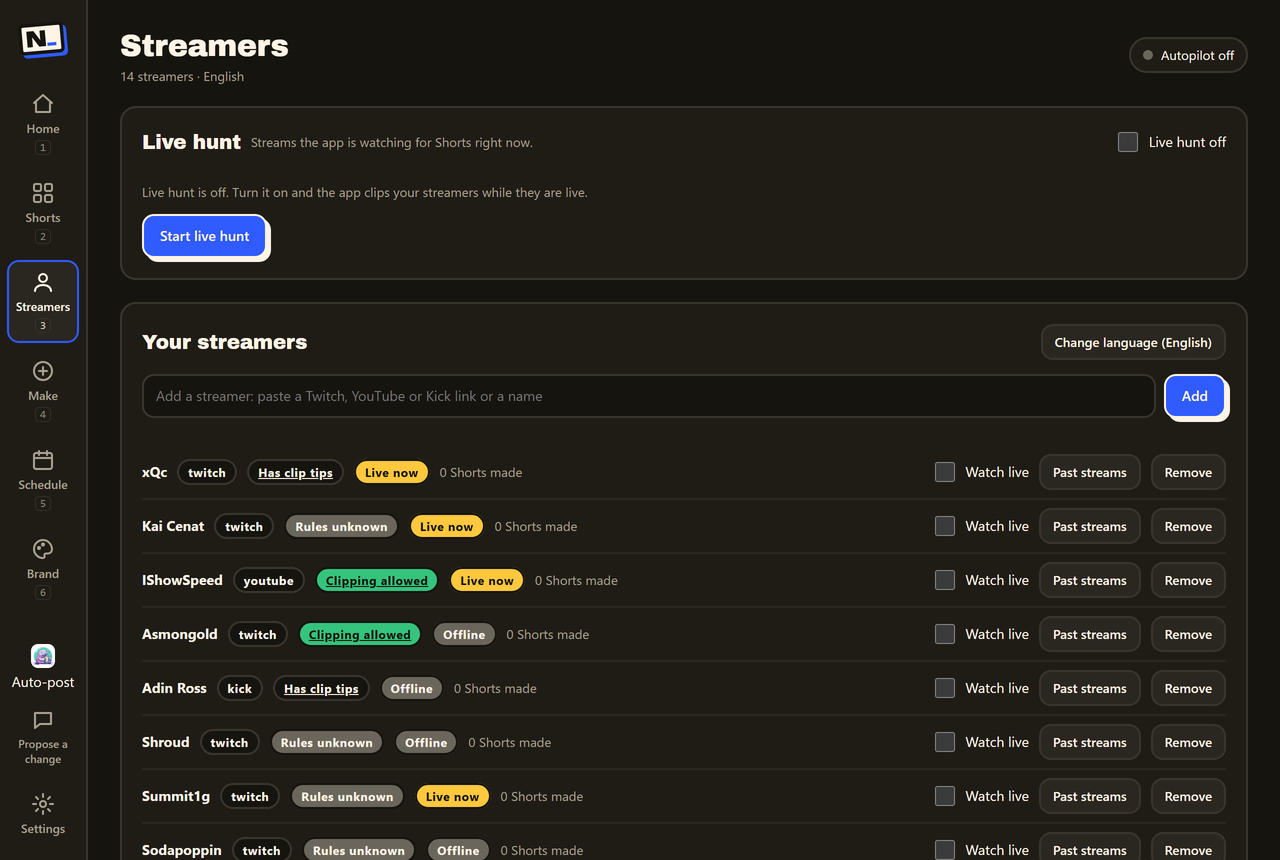 N_
Home
1
Shorts
2
Streamers
3
Make
4
Schedule
5
Brand
6
Auto-post
Propose a
change
Settings
Streamers
14 streamers · English
Autopilot off
Live hunt Streams the app is watching for Shorts right now.
Live hunt off
Live hunt is off. Turn it on and the app clips your streamers while they are live.
Start live hunt
Your streamers
Change language (English)
Add a streamer: paste a Twitch, YouTube or Kick link or a name
Add
xQc twitch Has clip tips Live now 0 Shorts made Watch live Past streams Remove
Kai Cenat twitch Rules unknown Live now 0 Shorts made Watch live Past streams Remove
IShowSpeed youtube Clipping allowed Live now 0 Shorts made Watch live Past streams Remove
Asmongold twitch Clipping allowed Offline 0 Shorts made Watch live Past streams Remove
Adin Ross kick Has clip tips Offline 0 Shorts made Watch live Past streams Remove
Shroud twitch Rules unknown Offline 0 Shorts made Watch live Past streams Remove
Summit1g twitch Rules unknown Live now 0 Shorts made Watch live Past streams Remove
Sodapoppin twitch Rules unknown Offline 0 Shorts made Watch live Past streams Remove